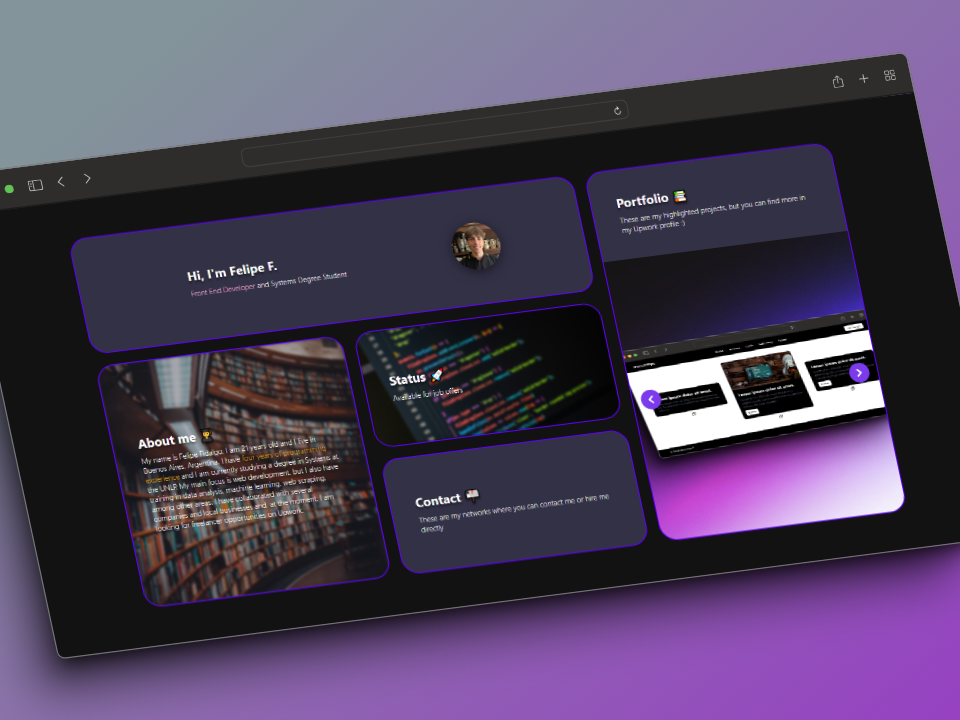 Hi, I'm Felipe F.
Front End Developer and Systems Degree Student
Portfolio
These are my highlighted projects, but you can find more in
my Upwork profile :)
About me
My name is Felipe Fidalgo, I am 21 years old and I live in
Buenos Aires, Argentina. I have four years of programming
experience and I am currently studying a degree in Systems at
the UNLP. My main focus is web development, but I also have
training in data analysis, machine learning, web scraping,
among other areas. I have collaborated with several
companies and local businesses and, at the moment, I am
looking for freelancer opportunities on Upwork.
Status
Available for job offers
Contact
These are my networks where you can contact me or hire me
directly